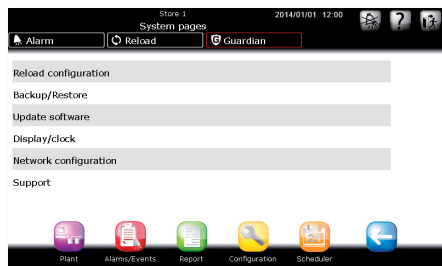 Store 1
2014/01/01 12:00
System pages
Alarm
Reload
Guardian
Reload configuration
Backup/Restore
Update software
Display/clock
Network configuration
Support
Plant
Alarms/Events
Report
Configuration
Scheduler